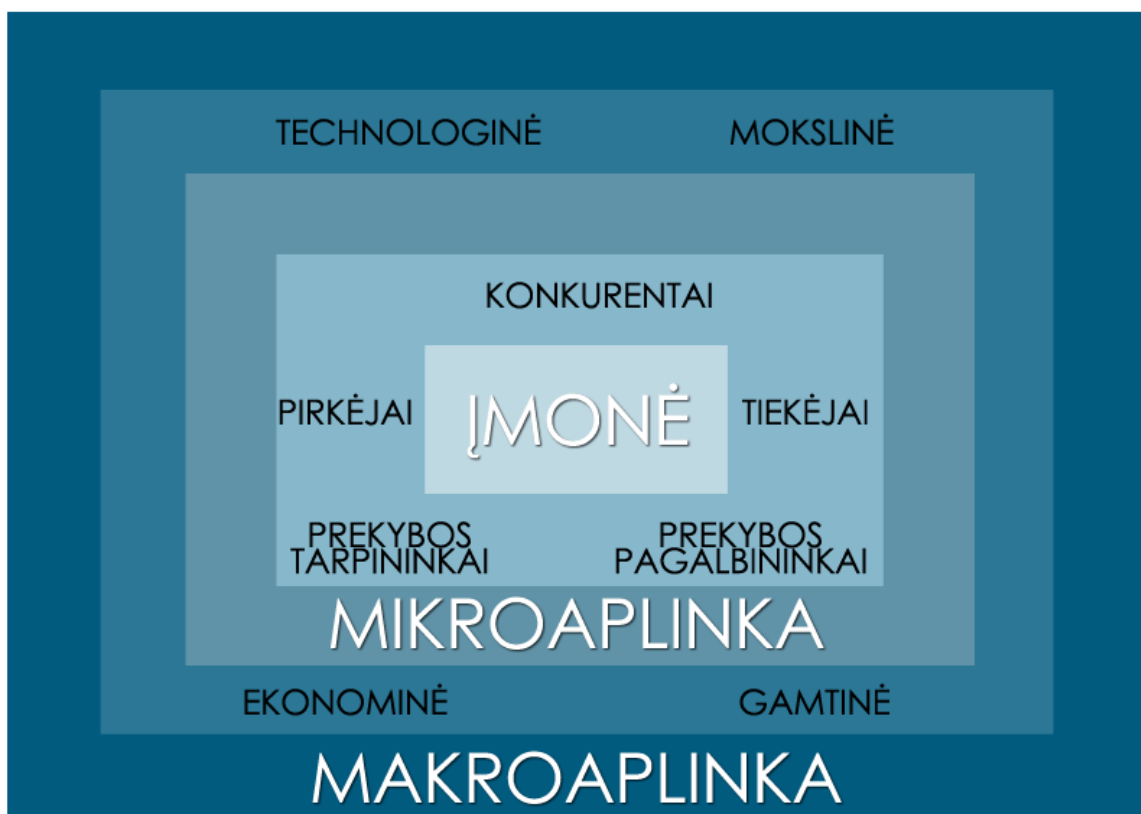 TECHNOLOGINĖ MOKSLINĖ
KONKURENTAI
PIRKĖJAI ĮMONĖ TIEKĖJAI
PREKYBOS TARPININKAI
PREKYBOS PAGALBININKAI
MIKROAPLINKA
EKONOMINĖ GAMTINĖ
MAKROAPLINKA